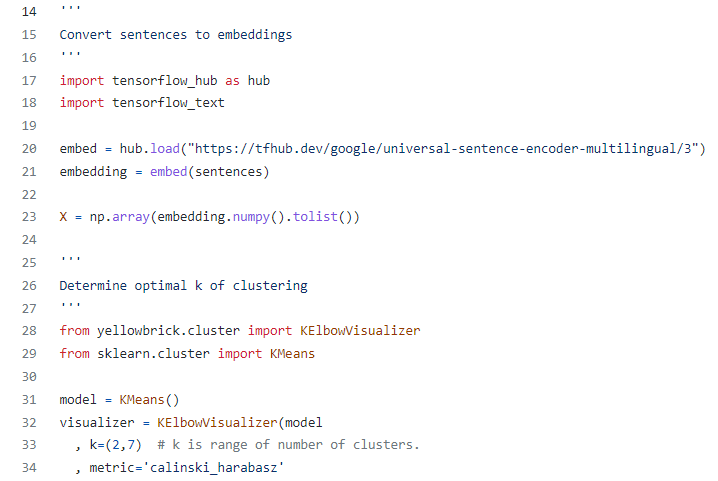 14 '''
15 Convert sentences to embeddings
16 '''
17 import tensorflow_hub as hub
18 import tensorflow_text
19
20 embed = hub.load("https://tfhub.dev/google/universal-sentence-encoder-multilingual/3")
21 embedding = embed(sentences)
22
23 X = np.array(embedding.numpy().tolist())
24
25 '''
26 Determine optimal k of clustering
27 '''
28 from yellowbrick.cluster import KElbowVisualizer
29 from sklearn.cluster import KMeans
30
31 model = KMeans()
32 visualizer = KElbowVisualizer(model
33   , k=(2,7)  # k is range of number of clusters.
34   , metric='calinski_harabasz'